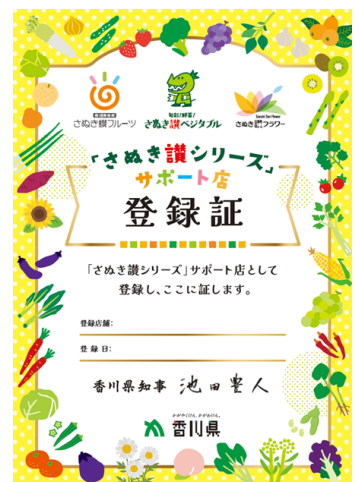 さぬき讃フルーツ
さぬき讃ベジタブル
さぬき讃フラワー
「さぬき讃シリーズ」
サポート店
登録証
「さぬき讃シリーズ」サポート店として
登録し、ここに証します。
登録店舗:
登 録 日:
香川県知事 池田豊人
香川県